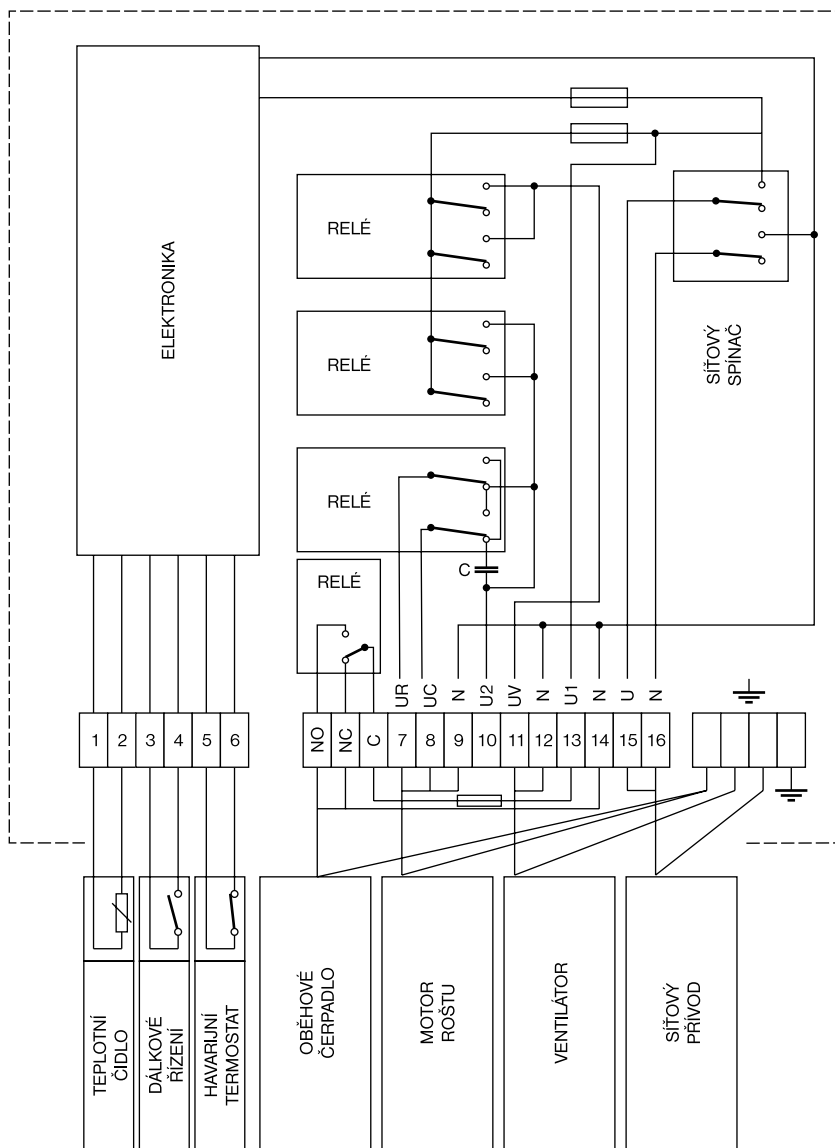 ELEKTRONIKA
RELÉ
RELÉ
RELÉ
RELÉ
SÍŤOVÝ
SPÍNAČ
C
UR
UC
N
U2
UV
N
U1
N
U
N
1
2
3
4
5
6
NO
NC
C
7
8
9
10
11
12
13
14
15
16
TEPLOTNÍ
ČIDLO
DÁLKOVÉ
ŘÍZENÍ
HAVARIJNÍ
TERMOSTAT
OBĚHOVÉ
ČERPADLO
MOTOR
ROŠTU
VENTILÁTOR
SÍŤOVÝ
PŘÍVOD